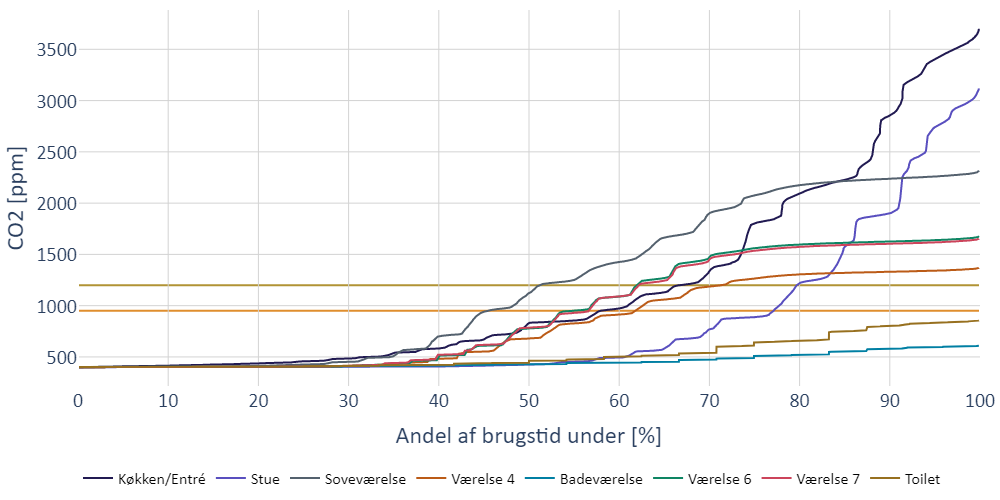 CO2 [ppm]
3500
3000
2500
2000
1500
1000
500
0 10 20 30 40 50 60 70 80 90 100
Andel af brugstid under [%]
Køkken/Entré Stue Soveværelse Værelse 4 Badeværelse Værelse 6 Værelse 7 Toilet